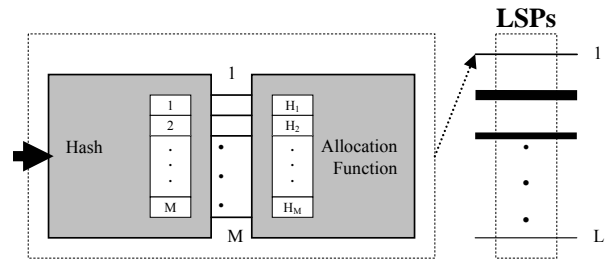 LSPs
1
1
Hash
1
2
M
H1
H2
HM
Allocation
Function
M
L